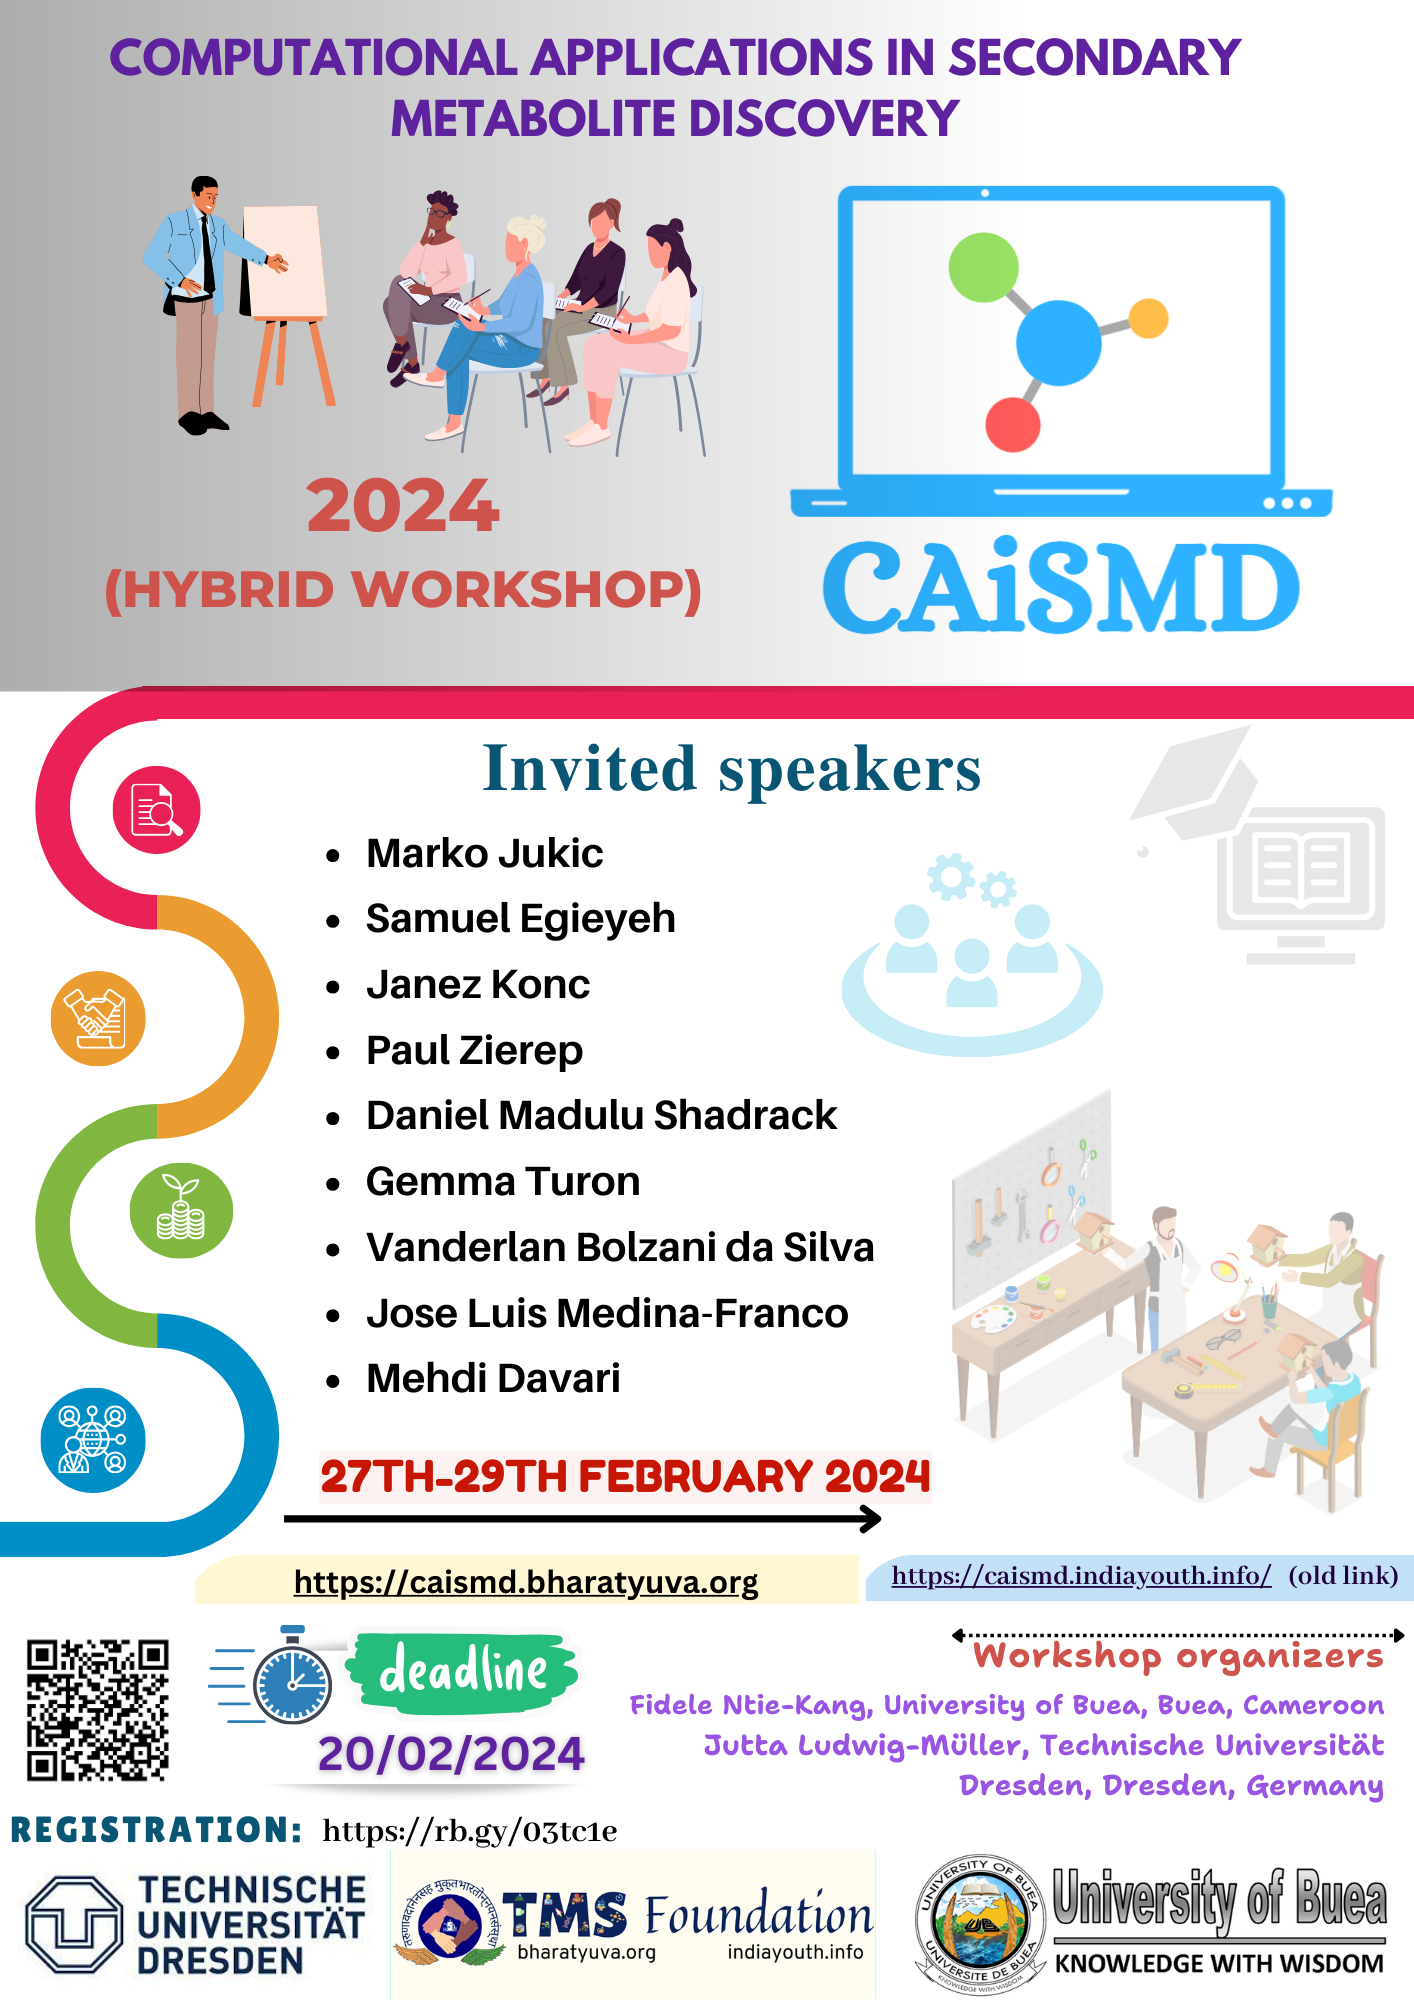 COMPUTATIONAL APPLICATIONS IN SECONDARY
METABOLITE DISCOVERY
2024
(HYBRID WORKSHOP)
CAiSMD
Invited speakers
• Marko Jukic
• Samuel Egieyeh
• Janez Konc
• Paul Zierep
• Daniel Madulu Shadrack
• Gemma Turon
• Vanderlan Bolzani da Silva
• Jose Luis Medina-Franco
• Mehdi Davari
27TH-29TH FEBRUARY 2024
https://caismd.bharatyuva.org
https://caismd.indiayouth.info/ (old link)
deadline
20/02/2024
Workshop organizers
Fidele Ntie-Kang, University of Buea, Buea, Cameroon
Jutta Ludwig-Müller, Technische Universität
Dresden, Dresden, Germany
REGISTRATION: https://rb.gy/03tc1e
TECHNISCHE
UNIVERSITÄT
DRESDEN
TMS Foundation
bharatyuva.org indiayouth.info
UNIVERSITY OF BUEA
UNIVERSITE DE BUEA
KNOWLEDGE WITH WISDOM
University of Buea
KNOWLEDGE WITH WISDOM